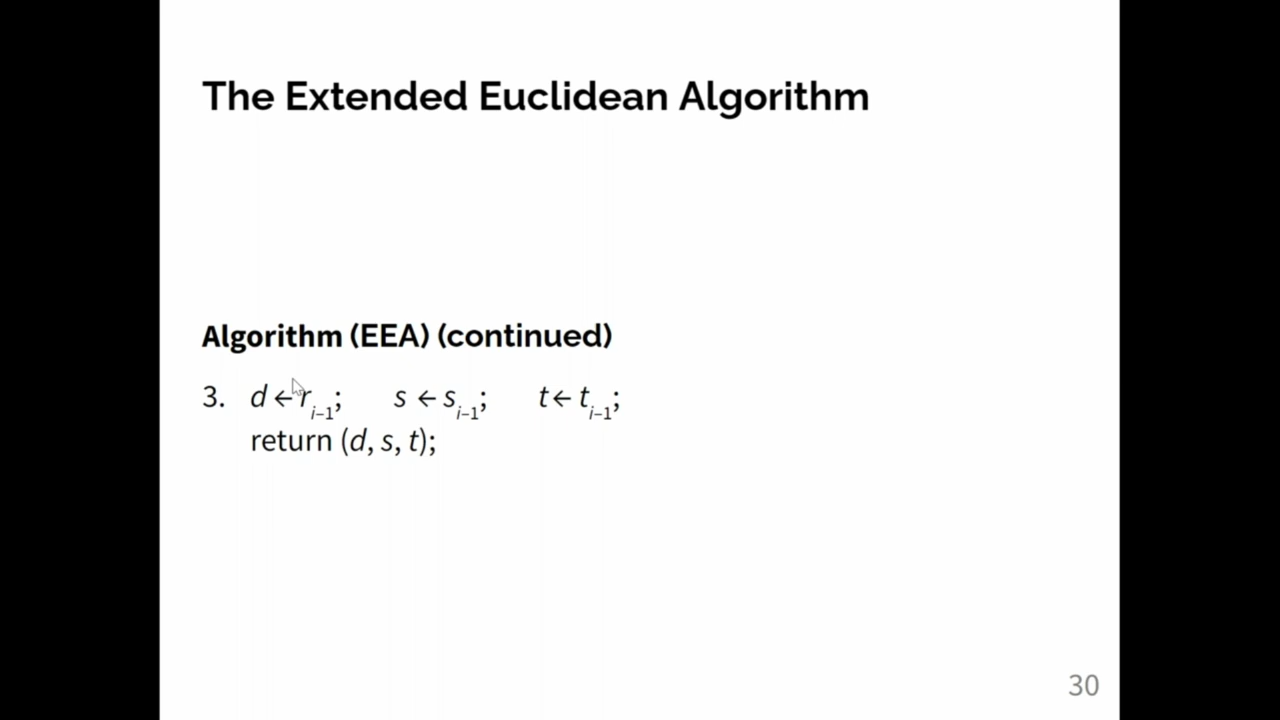 The Extended Euclidean Algorithm
Algorithm (EEA) (continued)
3. d ← r_{i–1}; s ← s_{i–1}; t ← t_{i–1};
return (d, s, t);
30